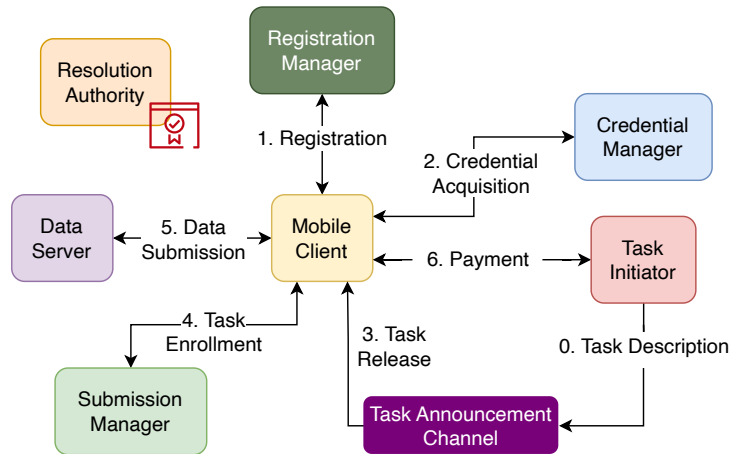 Registration
Manager
Resolution
Authority
1. Registration
Credential
Manager
2. Credential
Acquisition
Data
Server
5. Data
Submission
Mobile
Client
6. Payment
Task
Initiator
4. Task
Enrollment
3. Task
Release
0. Task Description
Submission
Manager
Task Announcement
Channel